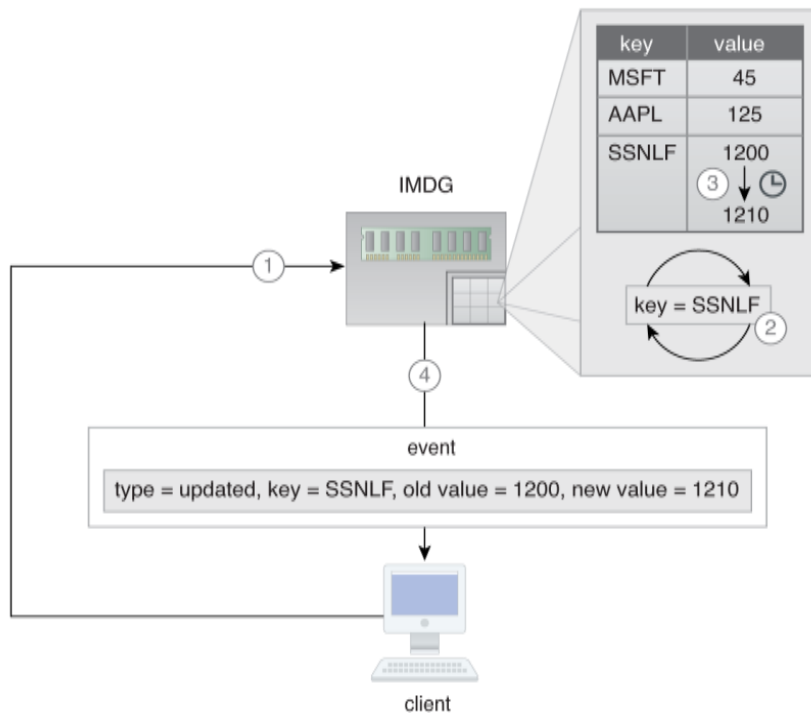 key value
MSFT 45
AAPL 125
SSNLF 1200
3
1210
IMDG
1
key = SSNLF
2
4
event
type = updated, key = SSNLF, old value = 1200, new value = 1210
client